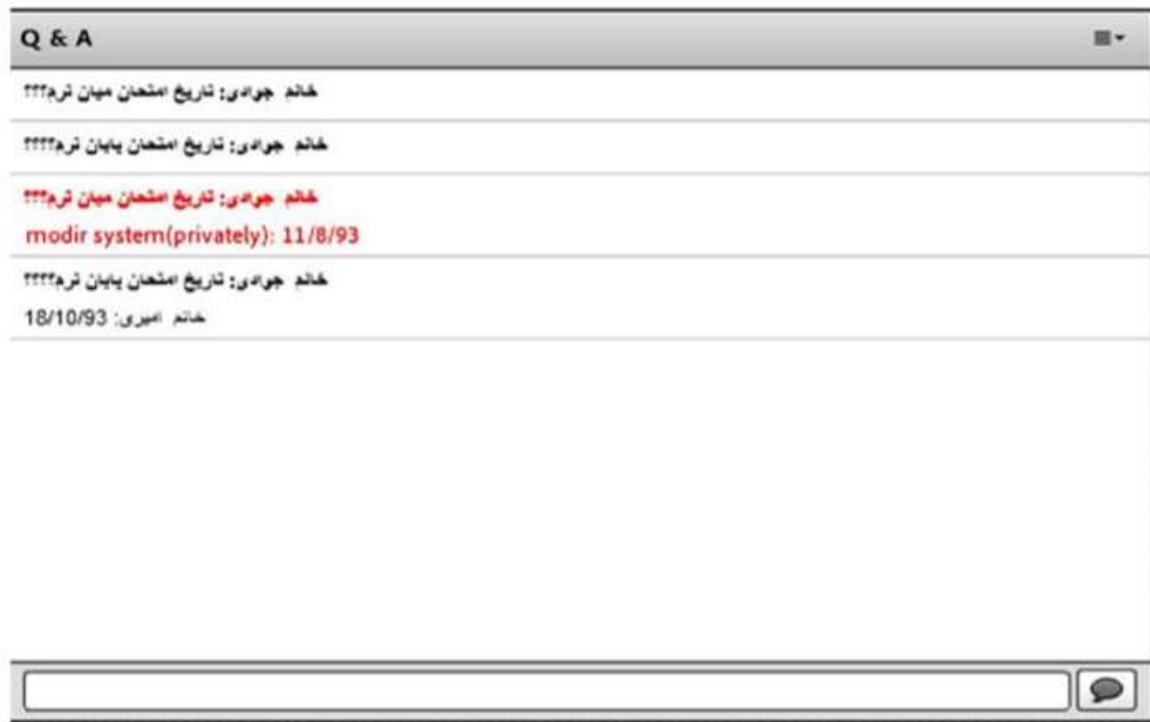 Q & A
خانم جوادی: تاریخ امتحان میان ترم؟؟؟
خانم جوادی: تاریخ امتحان پایان ترم؟؟؟؟
خانم جوادی: تاریخ امتحان میان ترم؟؟؟
modir system(privately): 11/8/93
خانم جوادی: تاریخ امتحان پایان ترم؟؟؟؟
خانم امیری: 18/10/93